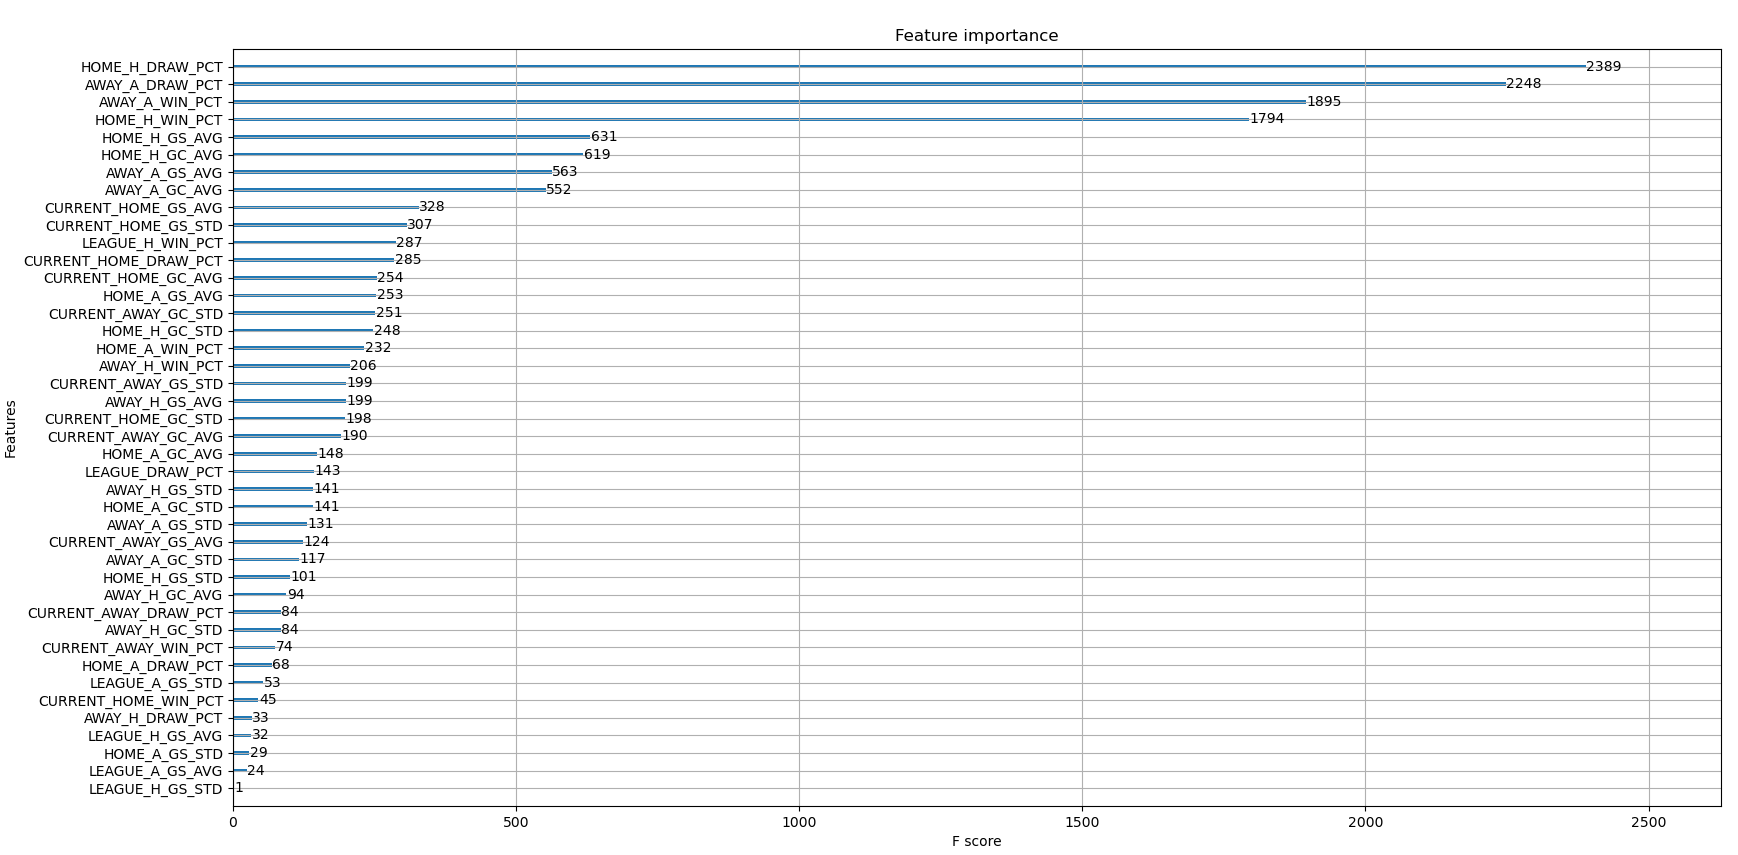 Feature importance
HOME_H_DRAW_PCT 2389
AWAY_A_DRAW_PCT 2248
AWAY_A_WIN_PCT 1895
HOME_H_WIN_PCT 1794
HOME_H_GS_AVG 631
HOME_H_GC_AVG 619
AWAY_A_GS_AVG 563
AWAY_A_GC_AVG 552
CURRENT_HOME_GS_AVG 328
CURRENT_HOME_GS_STD 307
LEAGUE_H_WIN_PCT 287
CURRENT_HOME_DRAW_PCT 285
CURRENT_HOME_GC_AVG 254
HOME_A_GS_AVG 253
CURRENT_AWAY_GC_STD 251
HOME_H_GC_STD 248
HOME_A_WIN_PCT 232
AWAY_H_WIN_PCT 206
CURRENT_AWAY_GS_STD 199
AWAY_H_GS_AVG 199
CURRENT_HOME_GC_STD 198
CURRENT_AWAY_GC_AVG 190
HOME_A_GC_AVG 148
LEAGUE_DRAW_PCT 143
AWAY_H_GS_STD 141
HOME_A_GC_STD 141
AWAY_A_GS_STD 131
CURRENT_AWAY_GS_AVG 124
AWAY_A_GC_STD 117
HOME_H_GS_STD 101
AWAY_H_GC_AVG 94
CURRENT_AWAY_DRAW_PCT 84
AWAY_H_GC_STD 84
CURRENT_AWAY_WIN_PCT 74
HOME_A_DRAW_PCT 68
LEAGUE_A_GS_STD 53
CURRENT_HOME_WIN_PCT 45
AWAY_H_DRAW_PCT 33
LEAGUE_H_GS_AVG 32
HOME_A_GS_STD 29
LEAGUE_A_GS_AVG 24
LEAGUE_H_GS_STD 1
Features
0 500 1000 1500 2000 2500
F score